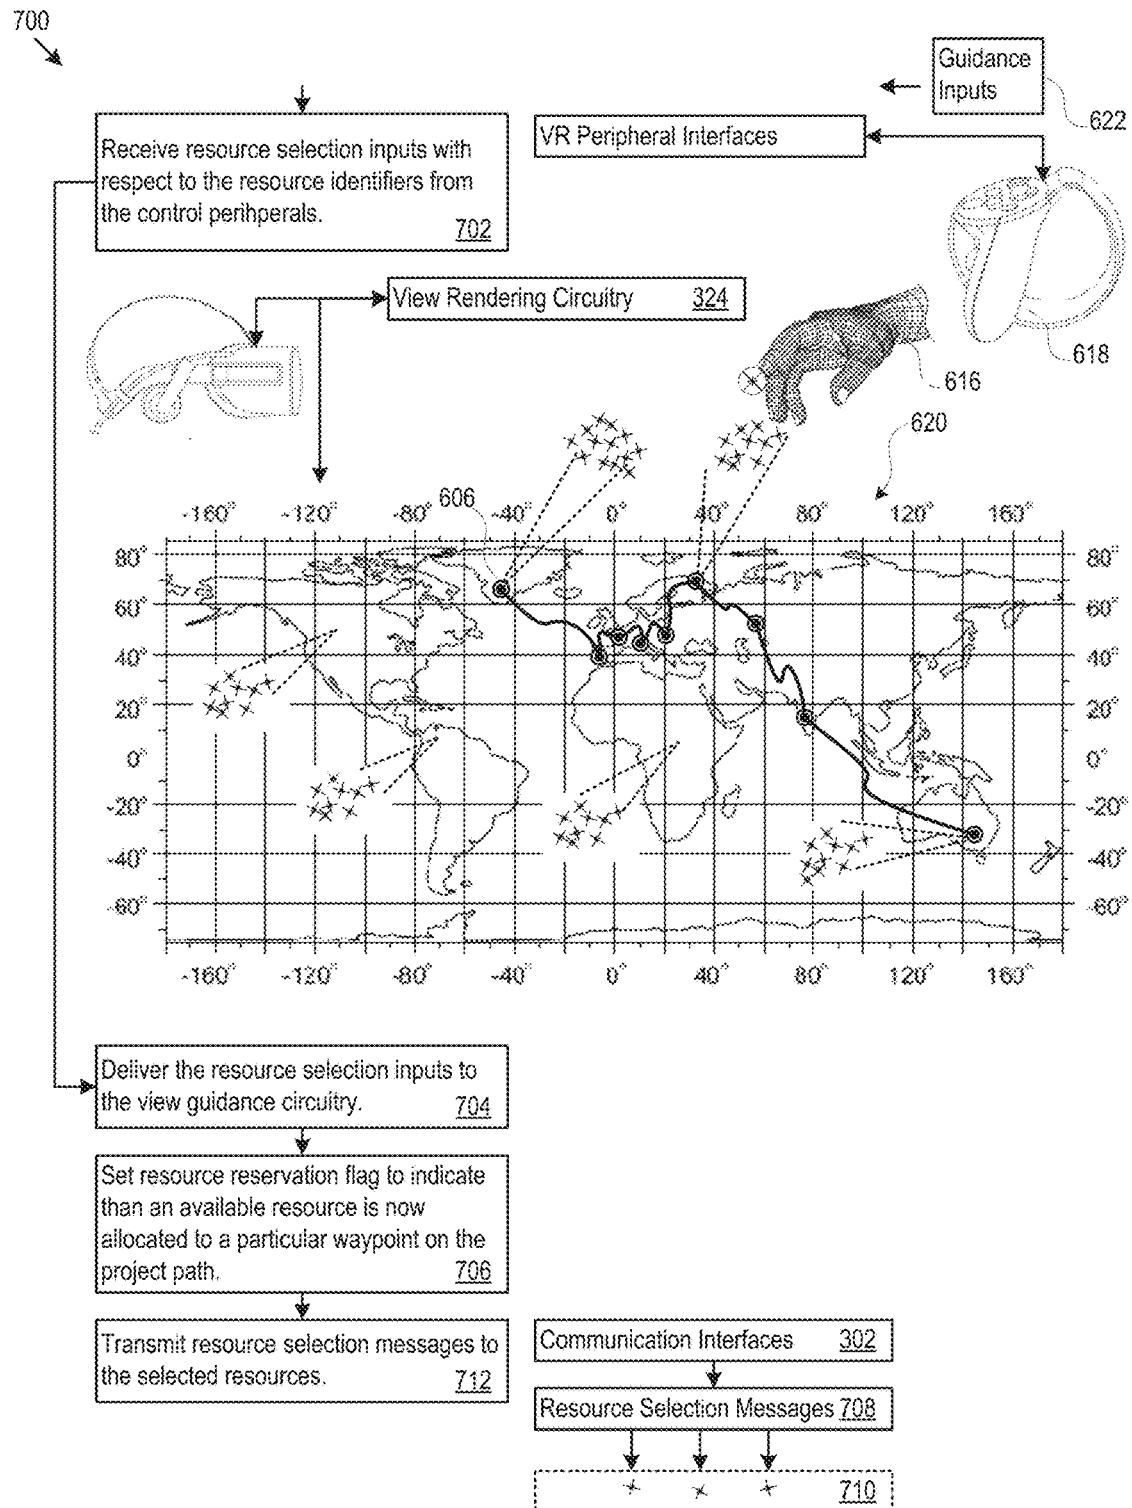 700
Guidance
Inputs
622
Receive resource selection inputs with
respect to the resource identifiers from
the control perihperals.
702
VR Peripheral Interfaces
View Rendering Circuitry 324
618
616
620
606
-160° -120° -80° -40° 0° 40° 80° 120° 160°
80° 80°
60° 60°
40° 40°
20° 20°
0° 0°
-20° -20°
-40° -40°
-60° -60°
-160° -120° -80° -40° 0° 40° 80° 120° 160°
Deliver the resource selection inputs to
the view guidance circuitry. 704
Set resource reservation flag to indicate
than an available resource is now
allocated to a particular waypoint on the
project path. 706
Transmit resource selection messages to
the selected resources. 712
Communication Interfaces 302
Resource Selection Messages 708
710